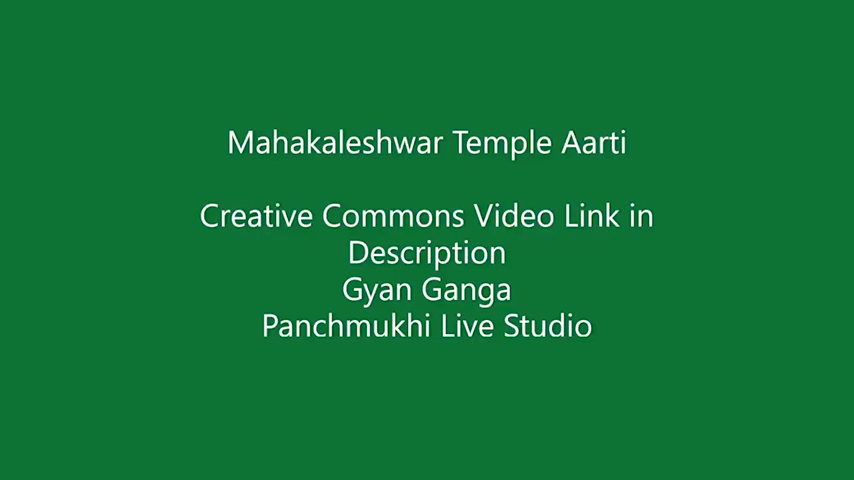 Mahakaleshwar Temple Aarti
Creative Commons Video Link in
Description
Gyan Ganga
Panchmukhi Live Studio